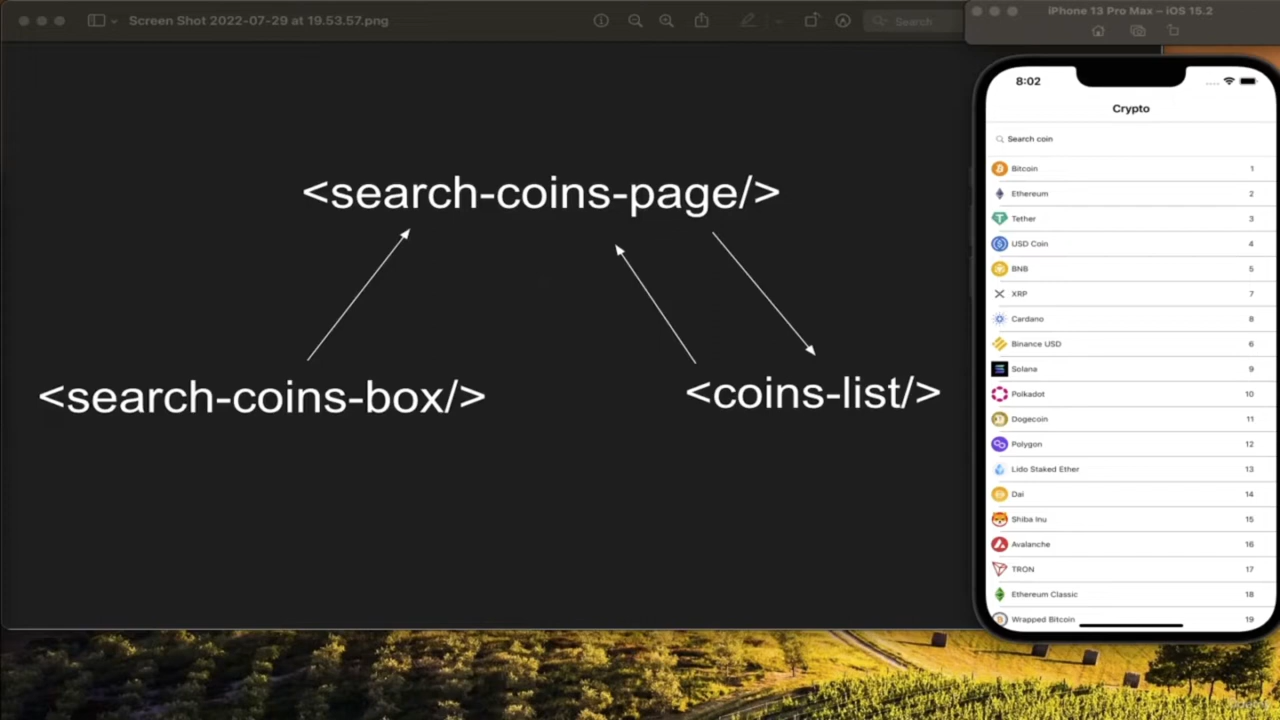 Screen Shot 2022-07-29 at 19.53.57.png
Search
iPhone 13 Pro Max – iOS 15.2
<search-coins-page/>
<search-coins-box/>
<coins-list/>
8:02
Crypto
Search coin
Bitcoin 1
Ethereum 2
Tether 3
USD Coin 4
BNB 5
XRP 7
Cardano 8
Binance USD 6
Solana 9
Polkadot 10
Dogecoin 11
Polygon 12
Lido Staked Ether 13
Dai 14
Shiba Inu 15
Avalanche 16
TRON 17
Ethereum Classic 18
Wrapped Bitcoin 19